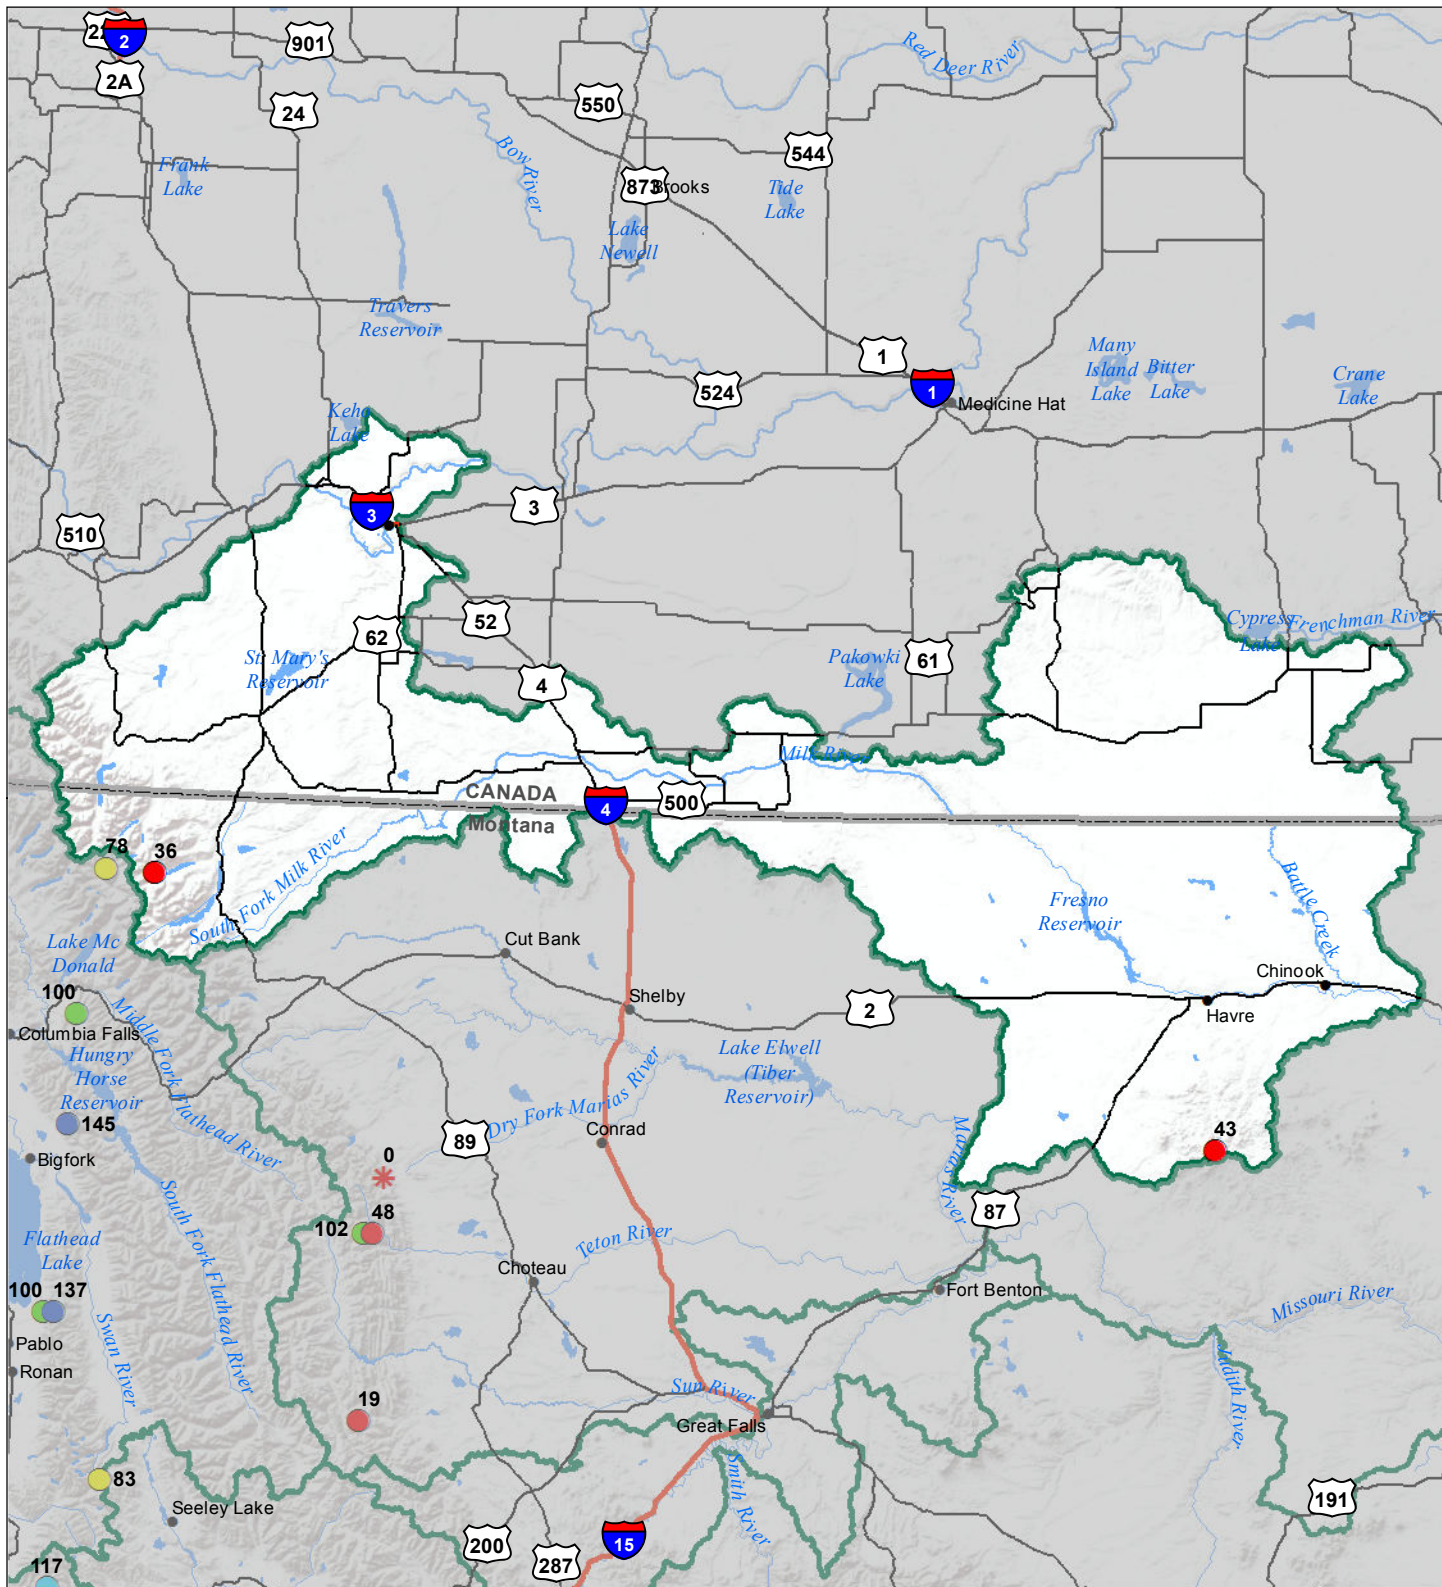 22
2
901
2A
24
550
544
Red Deer River
Bow River
Frank
Lake
873
Brooks
Tide
Lake
Lake
Newell
Travers
Reservoir
1
524
1
Medicine Hat
Many
Island
Lake
Bitter
Lake
Crane
Lake
Keho
Lake
3
3
510
62
52
St. Mary's
Reservoir
4
Pakowki
Lake
61
Cypress
Lake
Frenchman River
Milk River
CANADA
Montana
4
500
78
36
South Fork Milk River
Fresno
Reservoir
Battle Creek
Lake Mc
Donald
Cut Bank
Chinook
100
Shelby
2
Havre
Columbia Falls
Middle Fork Flathead River
Hungry
Horse
Reservoir
Lake Elwell
(Tiber
Reservoir)
145
Dry Fork Marias River
89
Conrad
Marias River
43
Bigfork
0
South Fork Flathead River
102
48
87
Flathead
Lake
Teton River
Choteau
Fort Benton
Missouri River
100
137
Pablo
Swan River
Ronan
Judith River
Sun River
19
Great Falls
83
Smith River
Seeley Lake
191
200
287
15
117